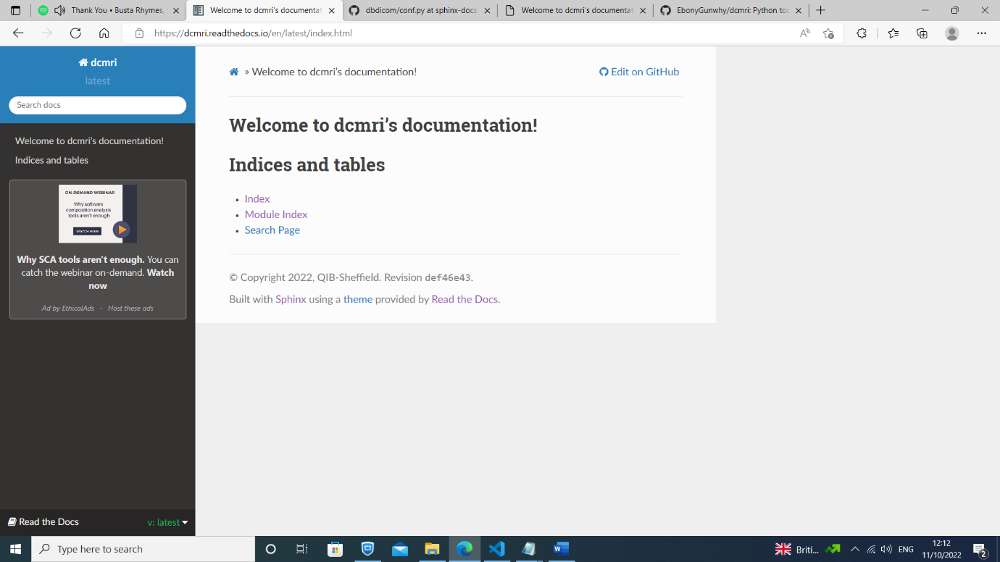 Thank You • Busta Rhymes,
Welcome to dcmri's documentat
dbdicom/conf.py at sphinx-docs
Welcome to dcmri's documentat
EbonyGunwhy/dcmri: Python too
https://dcmri.readthedocs.io/en/latest/index.html
dcmri
latest
Search docs
Welcome to dcmri's documentation!
Indices and tables
ON-DEMAND WEBINAR
Why software
composition analysis
tools aren't enough
WATCH NOW
Why SCA tools aren't enough. You can
catch the webinar on-demand. Watch
now
Ad by EthicalAds · Host these ads
Read the Docs
v: latest
» Welcome to dcmri's documentation!
Edit on GitHub
Welcome to dcmri's documentation!
Indices and tables
• Index
• Module Index
• Search Page
© Copyright 2022, QIB-Sheffield. Revision def46e43.
Built with Sphinx using a theme provided by Read the Docs.
Type here to search
Briti...
ENG
12:12
11/10/2022
2